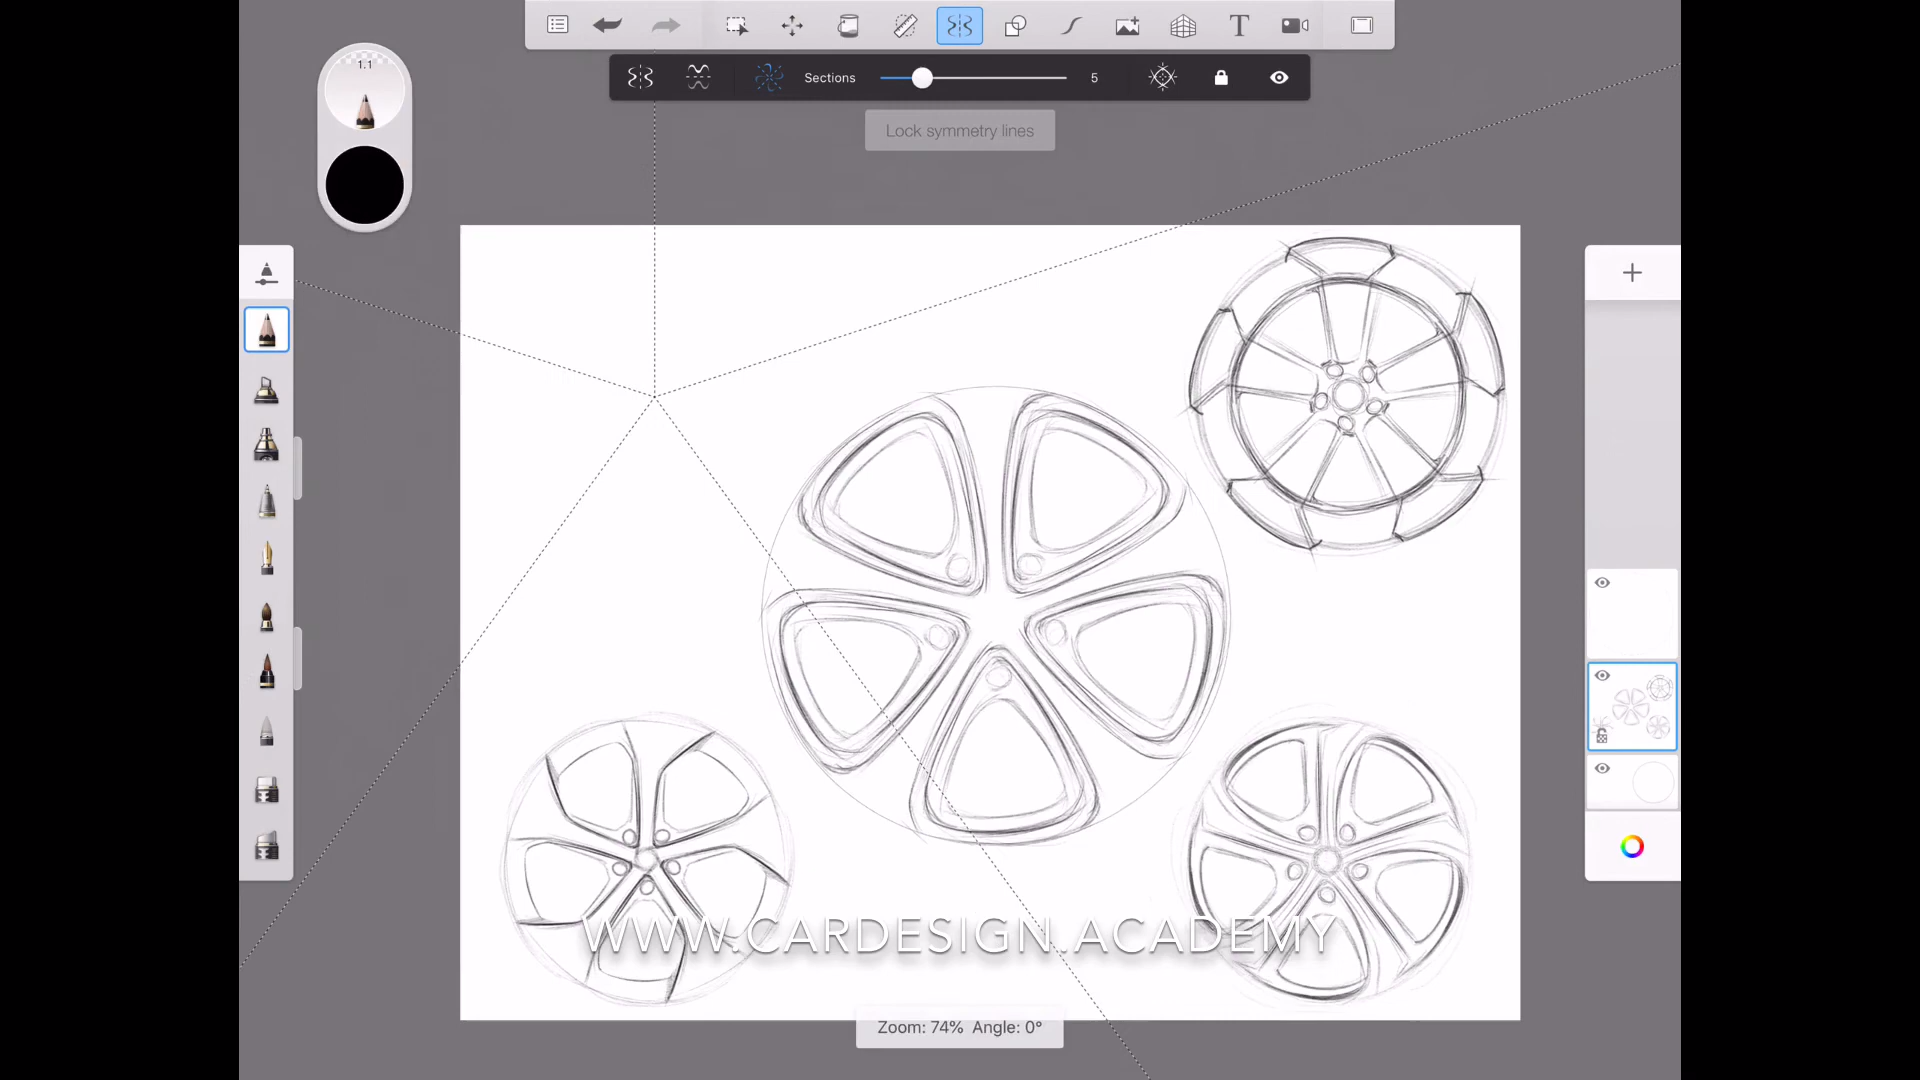 T
1.1
Sections
5
Lock symmetry lines
WWW.CARDESIGN.ACADEMY
Zoom: 74% Angle: 0°